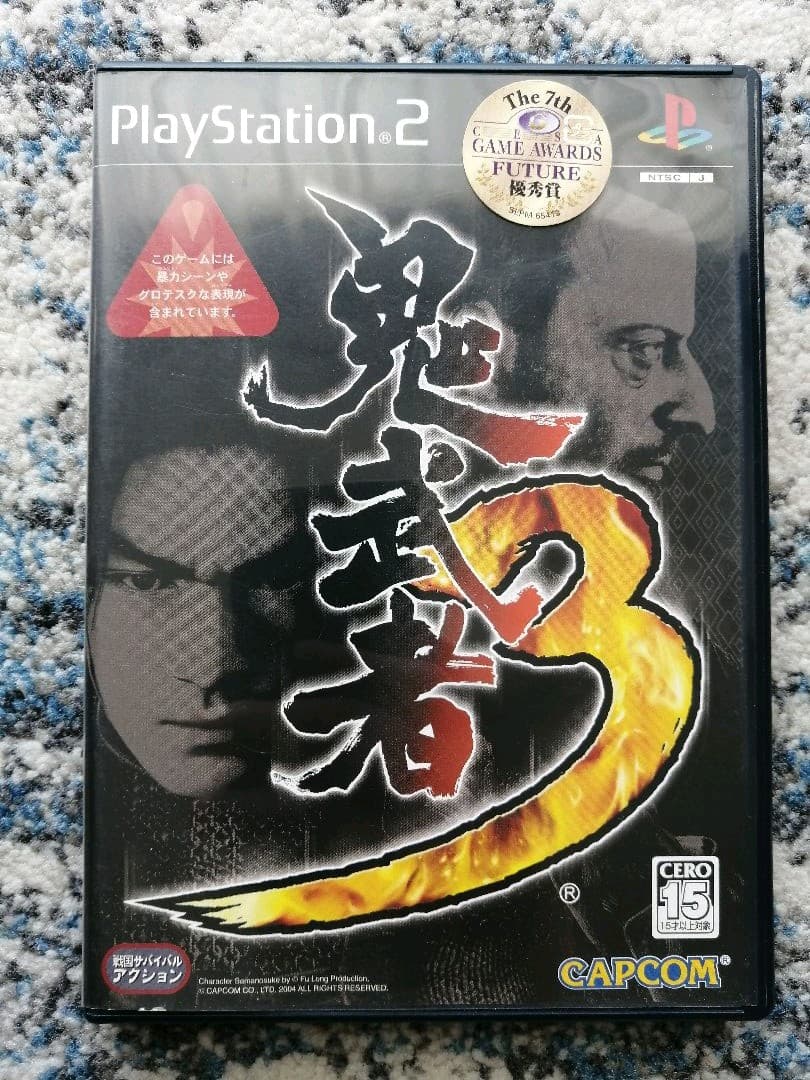 PlayStation®2
The 7th
CESA
GAME AWARDS
FUTURE
優秀賞
SLPM 65413
NTSC J
このゲームには
暴力シーンや
グロテスクな表現が
含まれています。
鬼武者
3
®
CERO
15
15才以上対象
戦国サバイバル
アクション
Character Samanosuke by © Fu Long Production,
© CAPCOM CO., LTD. 2004 ALL RIGHTS RESERVED.
CAPCOM®